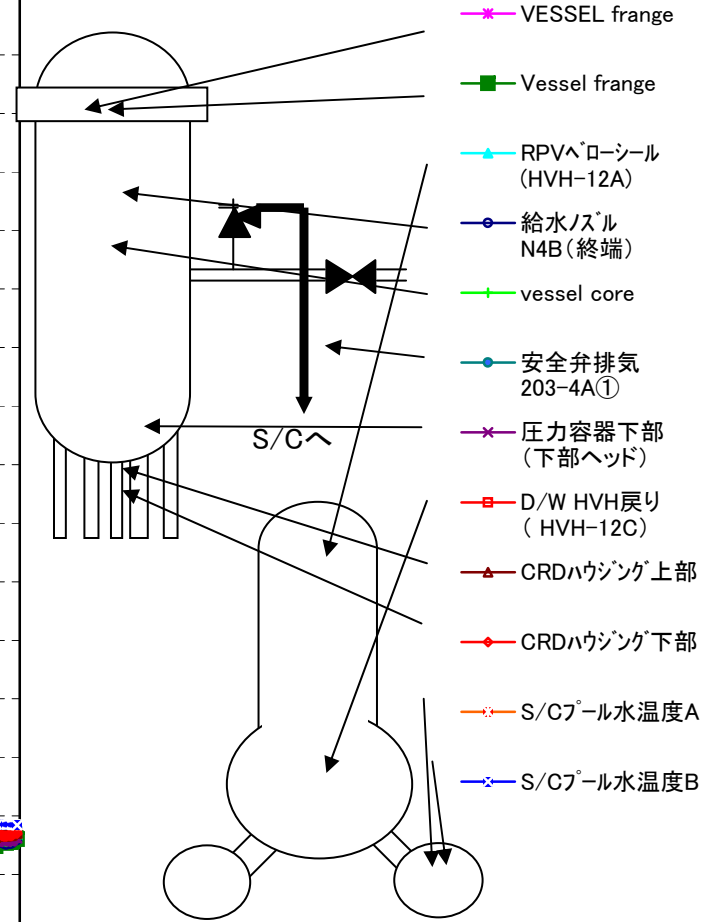 VESSEL frange
Vessel frange
RPVﾍﾞﾛｰシール
(HVH-12A)
給水ﾉｽﾞﾙ
N4B（終端）
vessel core
安全弁排気
203-4A①
圧力容器下部
（下部ヘッド）
D/W HVH戻り
( HVH-12C)
CRDﾊｳｼﾞﾝｸﾞ上部
CRDﾊｳｼﾞﾝｸﾞ下部
S/Cﾌﾟｰﾙ水温度A
S/Cﾌﾟｰﾙ水温度B
S/Cへ